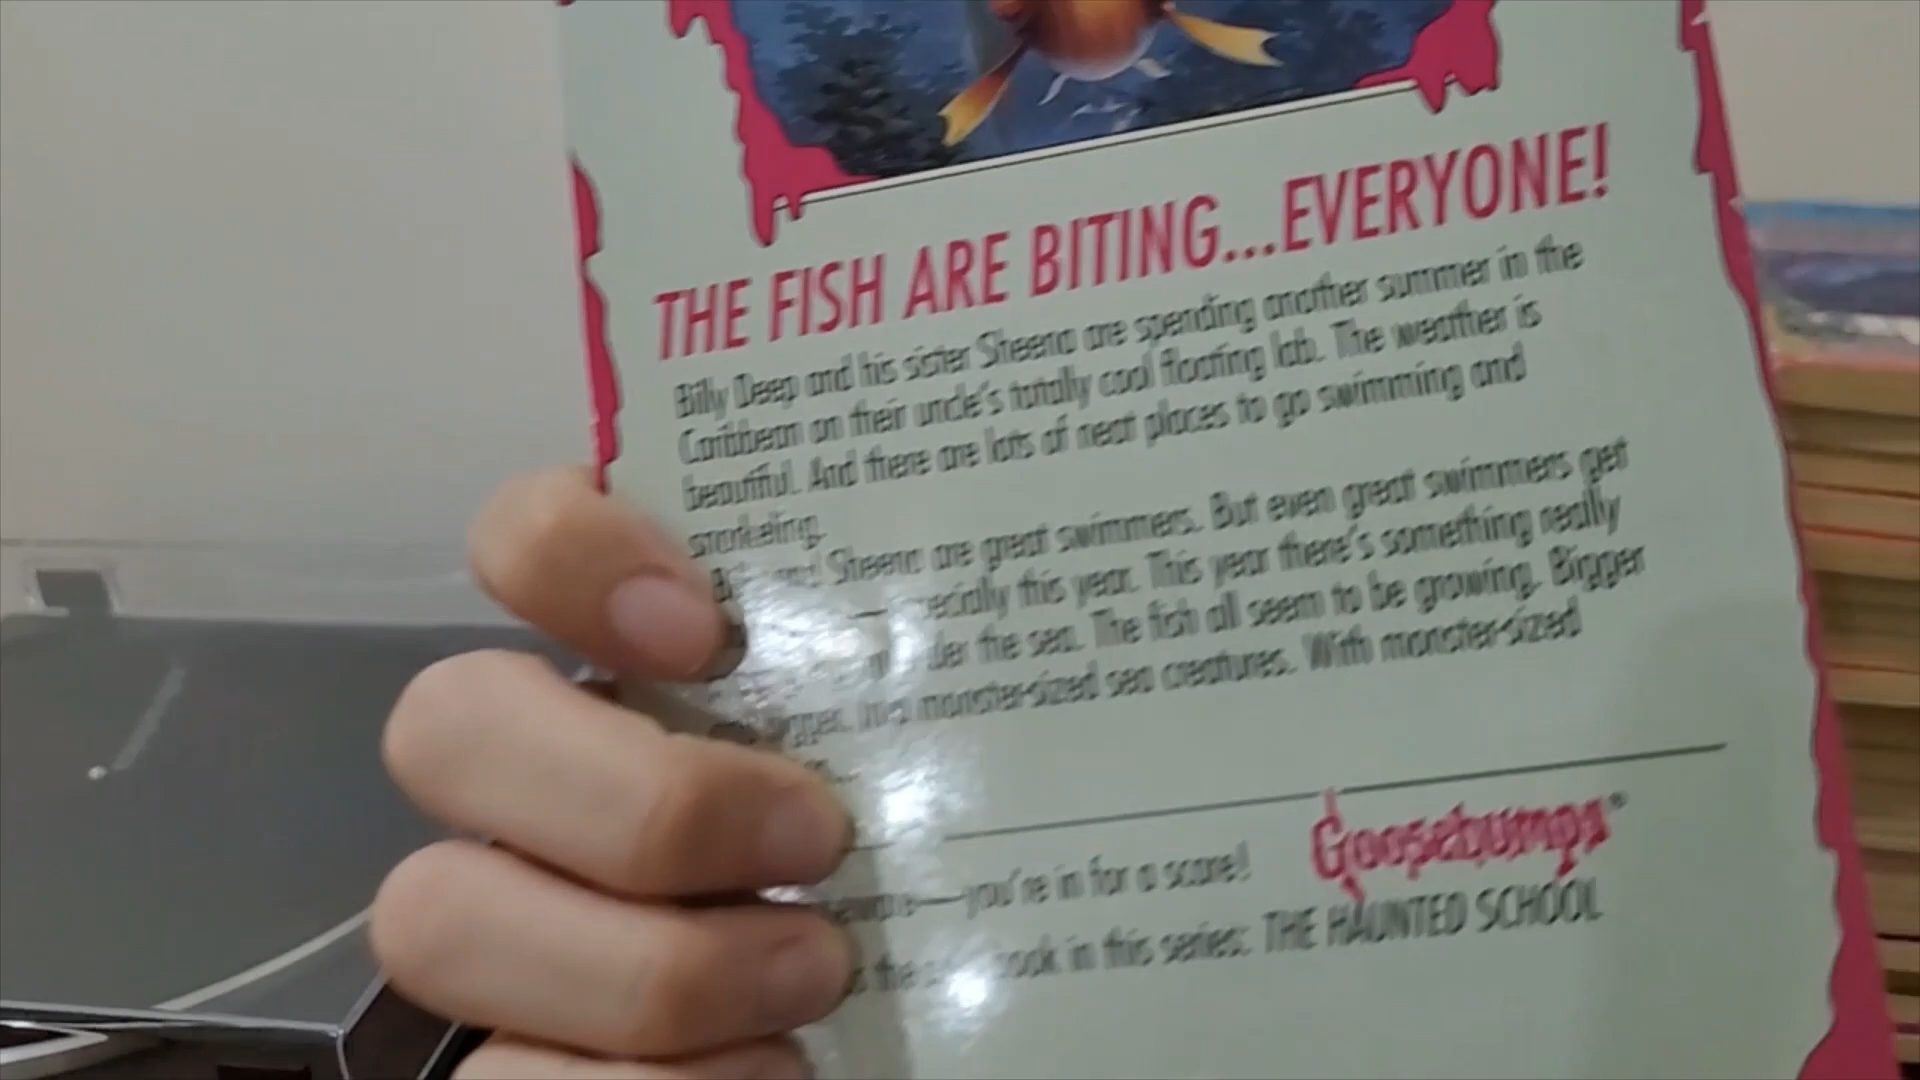 THE FISH ARE BITING...EVERYONE!
Billy Deep and his sister Sheena are spending another summer in the
Caribbean on their uncle's totally cool floating lab. The weather is
beautiful. And there are lots of neat places to go swimming and
snorkeling.
and Sheena are great swimmers. But even great swimmers get
this year. This year there's something really
the sea. The fish all seem to be growing. Bigger
monster-sized sea creatures. With monster-sized
—you're in for a scare!
Goosebumps®
the book in this series: THE HAUNTED SCHOOL